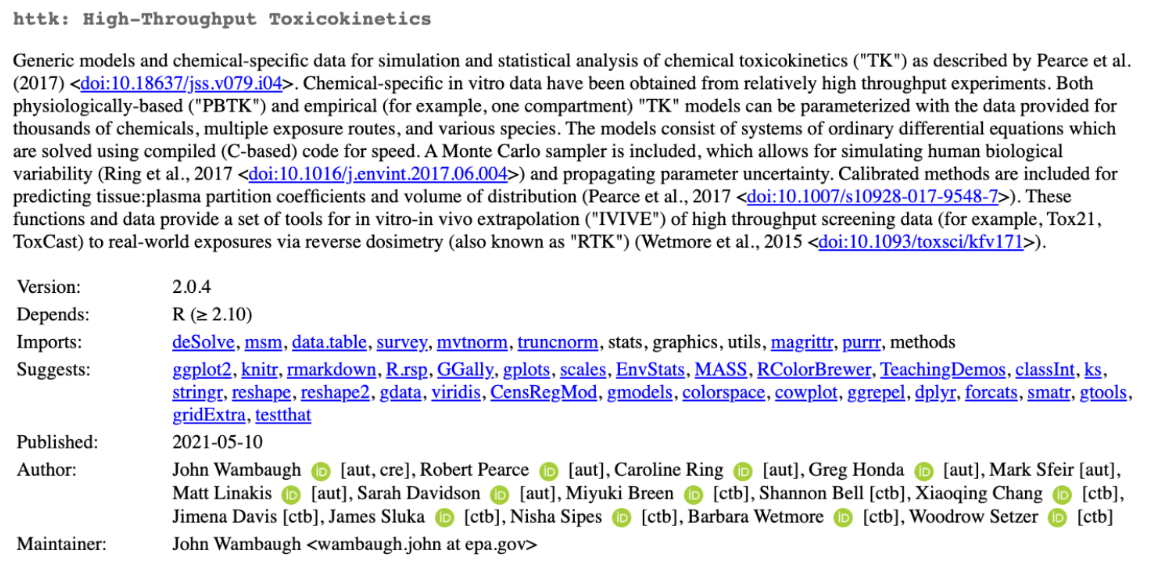 httk: High-Throughput Toxicokinetics
Generic models and chemical-specific data for simulation and statistical analysis of chemical toxicokinetics ("TK") as described by Pearce et al.
(2017) <doi:10.18637/jss.v079.i04>. Chemical-specific in vitro data have been obtained from relatively high throughput experiments. Both
physiologically-based ("PBTK") and empirical (for example, one compartment) "TK" models can be parameterized with the data provided for
thousands of chemicals, multiple exposure routes, and various species. The models consist of systems of ordinary differential equations which
are solved using compiled (C-based) code for speed. A Monte Carlo sampler is included, which allows for simulating human biological
variability (Ring et al., 2017 <doi:10.1016/j.envint.2017.06.004>) and propagating parameter uncertainty. Calibrated methods are included for
predicting tissue:plasma partition coefficients and volume of distribution (Pearce et al., 2017 <doi:10.1007/s10928-017-9548-7>). These
functions and data provide a set of tools for in vitro-in vivo extrapolation ("IVIVE") of high throughput screening data (for example, Tox21,
ToxCast) to real-world exposures via reverse dosimetry (also known as "RTK") (Wetmore et al., 2015 <doi:10.1093/toxsci/kfv171>).
Version: 2.0.4
Depends: R (≥ 2.10)
Imports: deSolve, msm, data.table, survey, mvtnorm, truncnorm, stats, graphics, utils, magrittr, purrr, methods
Suggests: ggplot2, knitr, rmarkdown, R.rsp, GGally, gplots, scales, EnvStats, MASS, RColorBrewer, TeachingDemos, classInt, ks,
stringr, reshape, reshape2, gdata, viridis, CensRegMod, gmodels, colorspace, cowplot, ggrepel, dplyr, forcats, smatr, gtools,
gridExtra, testthat
Published: 2021-05-10
Author: John Wambaugh iD [aut, cre], Robert Pearce iD [aut], Caroline Ring iD [aut], Greg Honda iD [aut], Mark Sfeir [aut],
Matt Linakis iD [aut], Sarah Davidson iD [aut], Miyuki Breen iD [ctb], Shannon Bell [ctb], Xiaoqing Chang iD [ctb],
Jimena Davis [ctb], James Sluka iD [ctb], Nisha Sipes iD [ctb], Barbara Wetmore iD [ctb], Woodrow Setzer iD [ctb]
Maintainer: John Wambaugh <wambaugh.john at epa.gov>